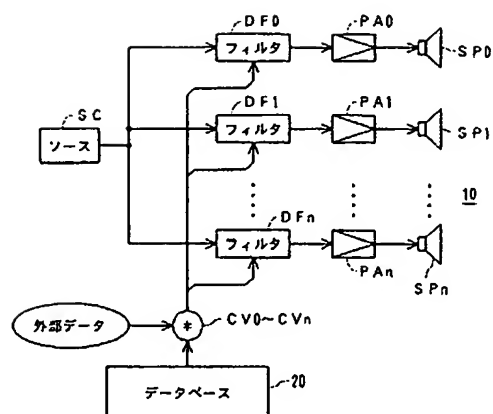 DF0
フィルタ
PA0
SP0
SC
ソース
DF1
フィルタ
PA1
SP1
10
DFn
フィルタ
PAn
SPn
外部データ
*
CV0~CVn
データベース
20